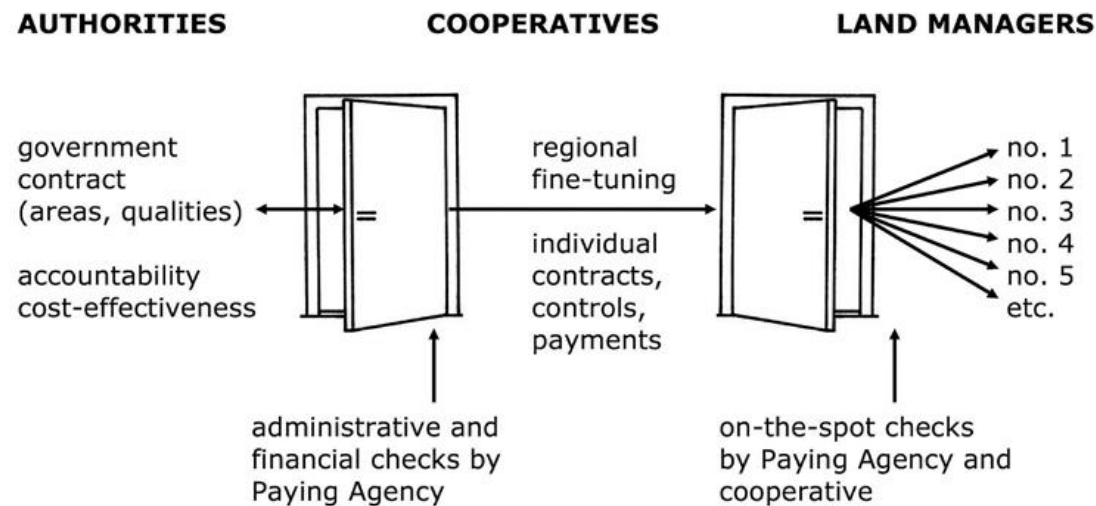 AUTHORITIES
COOPERATIVES
LAND MANAGERS
government
contract
(areas, qualities)
accountability
cost-effectiveness
regional
fine-tuning
individual
contracts,
controls,
payments
no. 1
no. 2
no. 3
no. 4
no. 5
etc.
administrative and
financial checks by
Paying Agency
on-the-spot checks
by Paying Agency and
cooperative